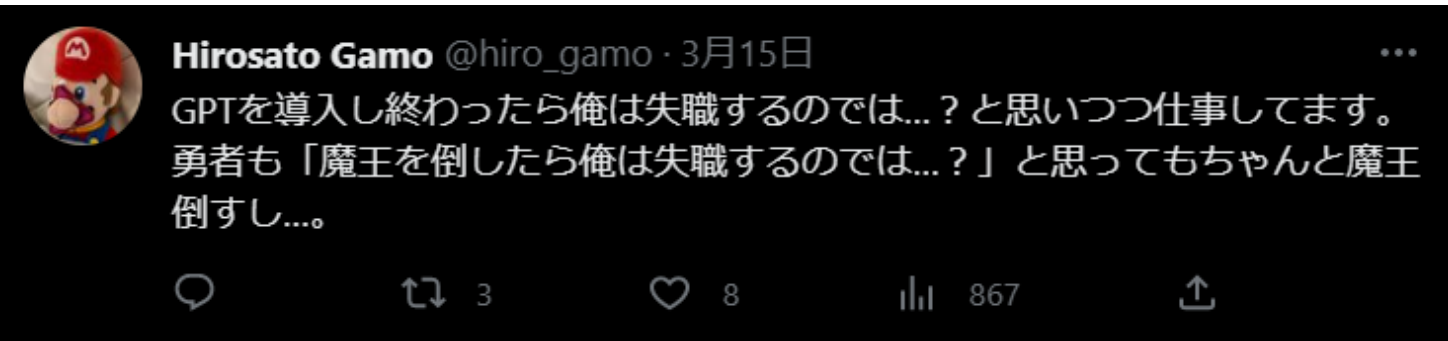 Hirosato Gamo @hiro_gamo · 3月15日
GPTを導入し終わったら俺は失職するのでは...？と思いつつ仕事してます。
勇者も「魔王を倒したら俺は失職するのでは...？」と思ってもちゃんと魔王
倒すし...。
3 8 867